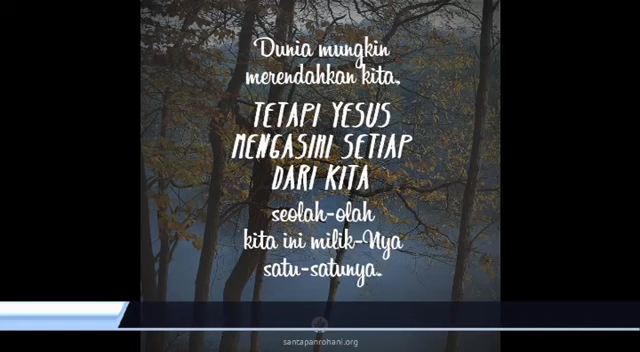 Dunia mungkin
merendahkan kita,
TETAPI YESUS
MENGASIHI SETIAP
DARI KITA
seolah-olah
kita ini milik-Nya
satu-satunya.
santapanrohani.org